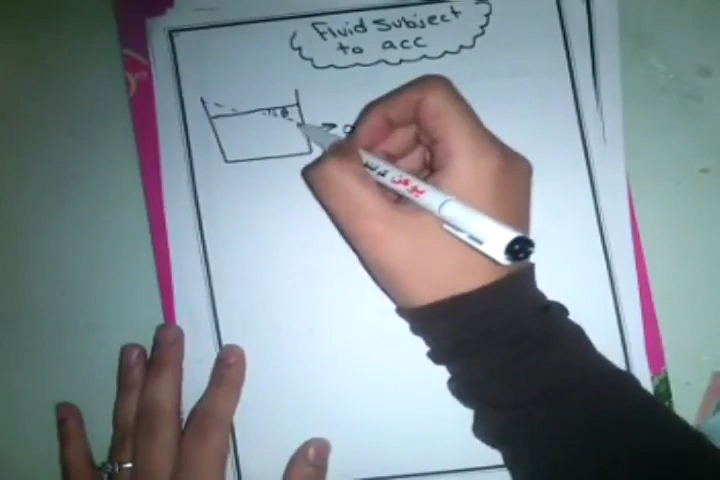 Fluid Subject
to acc
θ